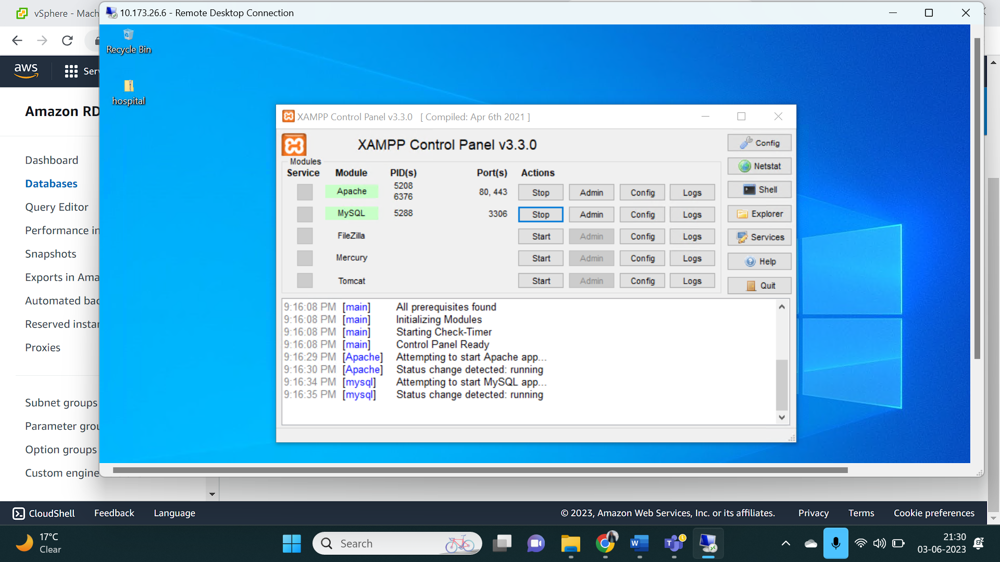 vSphere - Mach
10.173.26.6 - Remote Desktop Connection
Recycle Bin
aws
Serv
hospital
Amazon RD
Dashboard
Databases
Query Editor
Performance in
Snapshots
Exports in Ama
Automated bac
Reserved instar
Proxies
Subnet groups
Parameter grou
Option groups
Custom engine
XAMPP Control Panel v3.3.0 [ Compiled: Apr 6th 2021 ]
XAMPP Control Panel v3.3.0
Modules
Service Module PID(s) Port(s) Actions
Apache 5208 6376 80, 443 Stop Admin Config Logs
MySQL 5288 3306 Stop Admin Config Logs
FileZilla Start Admin Config Logs
Mercury Start Admin Config Logs
Tomcat Start Admin Config Logs
Config
Netstat
Shell
Explorer
Services
Help
Quit
9:16:08 PM [main] All prerequisites found
9:16:08 PM [main] Initializing Modules
9:16:08 PM [main] Starting Check-Timer
9:16:08 PM [main] Control Panel Ready
9:16:29 PM [Apache] Attempting to start Apache app...
9:16:30 PM [Apache] Status change detected: running
9:16:34 PM [mysql] Attempting to start MySQL app...
9:16:35 PM [mysql] Status change detected: running
CloudShell Feedback Language © 2023, Amazon Web Services, Inc. or its affiliates. Privacy Terms Cookie preferences
17°C
Clear
Search
W
T
21:30
03-06-2023